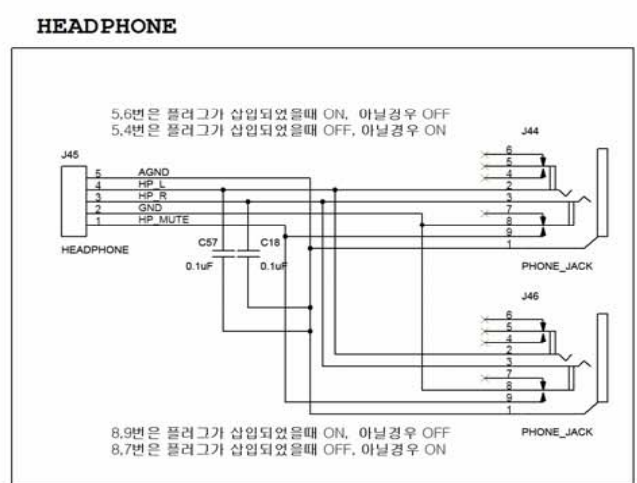 HEADPHONE
5,6번은 플러그가 삽입되었을때 ON, 아닐경우 OFF
5,4번은 플러그가 삽입되었을때 OFF, 아닐경우 ON
J45
5 AGND
4 HP_L
3 HP_R
2 GND
1 HP_MUTE
HEADPHONE
C57
0.1uF
C18
0.1uF
J44
6
5
4
2
3
7
8
9
1
PHONE_JACK
J46
6
5
4
2
3
7
8
9
1
PHONE_JACK
8,9번은 플러그가 삽입되었을때 ON, 아닐경우 OFF
8,7번은 플러그가 삽입되었을때 OFF, 아닐경우 ON